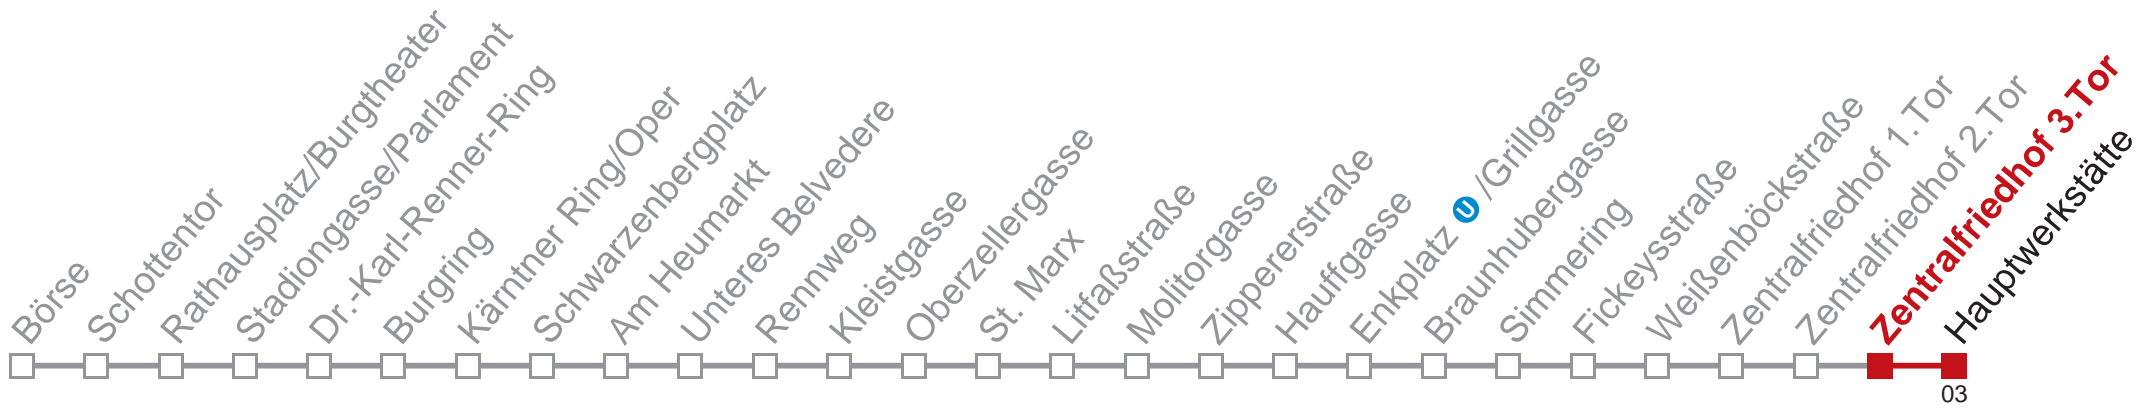 Börse
Schottentor
Rathausplatz/Burgtheater
Stadiongasse/Parlament
Dr.-Karl-Renner-Ring
Burgring
Kärntner Ring/Oper
Schwarzenbergplatz
Am Heumarkt
Unteres Belvedere
Rennweg
Kleistgasse
Oberzellergasse
St. Marx
Litfaßstraße
Molitorgasse
Zippererstraße
Hauffgasse
Enkplatz U /Grillgasse
Braunhubergasse
Simmering
Fickeysstraße
Weißenböckstraße
Zentralfriedhof 1.Tor
Zentralfriedhof 2.Tor
Zentralfriedhof 3.Tor
Hauptwerkstätte
03